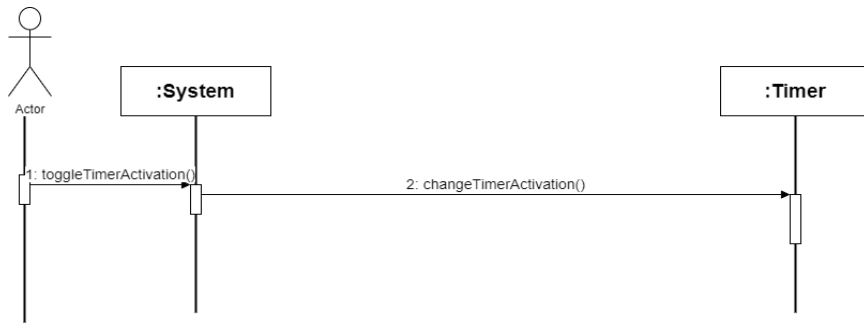 :System
:Timer
Actor
1: toggleTimerActivation()
2: changeTimerActivation()